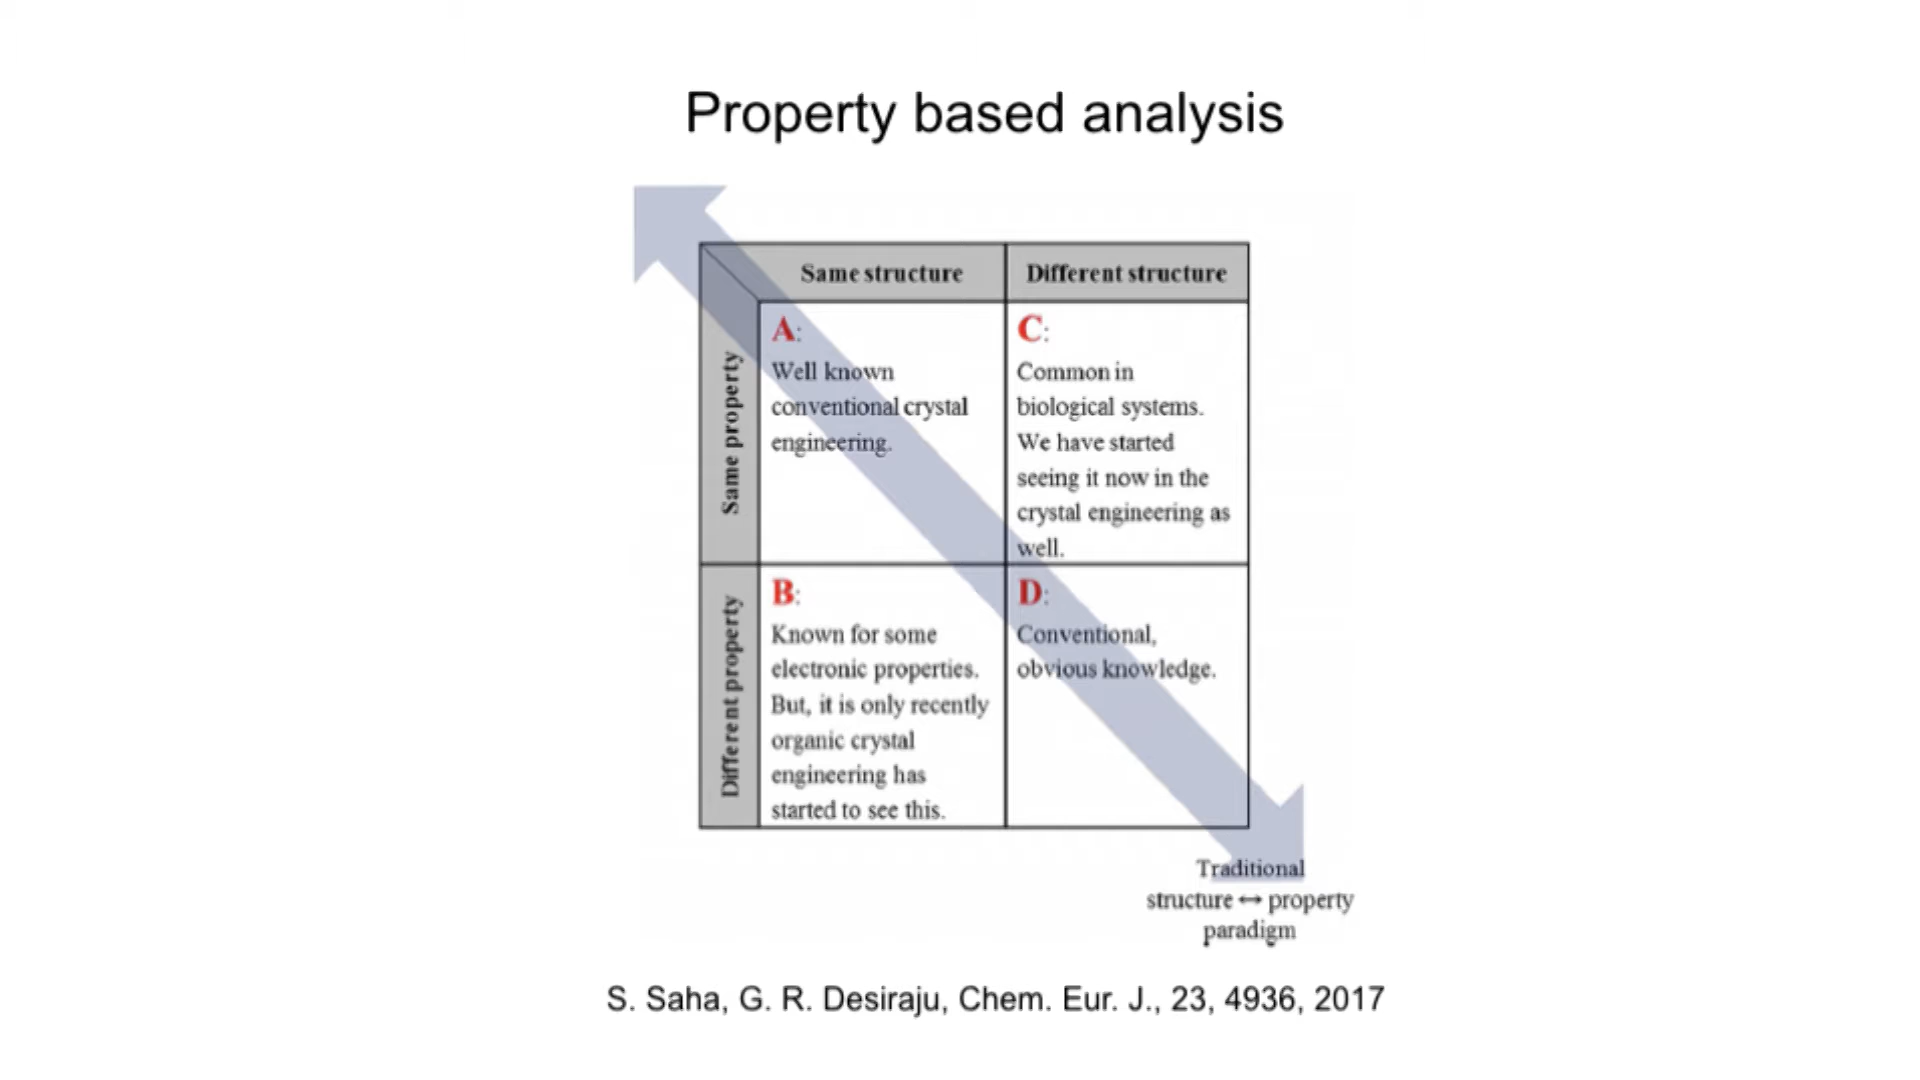 Property based analysis
Same structure
Different structure
Same property
A:
Well known
conventional crystal
engineering.
C:
Common in
biological systems.
We have started
seeing it now in the
crystal engineering as
well.
Different property
B:
Known for some
electronic properties.
But, it is only recently
organic crystal
engineering has
started to see this.
D:
Conventional,
obvious knowledge.
Traditional
structure ↔ property
paradigm
S. Saha, G. R. Desiraju, Chem. Eur. J., 23, 4936, 2017